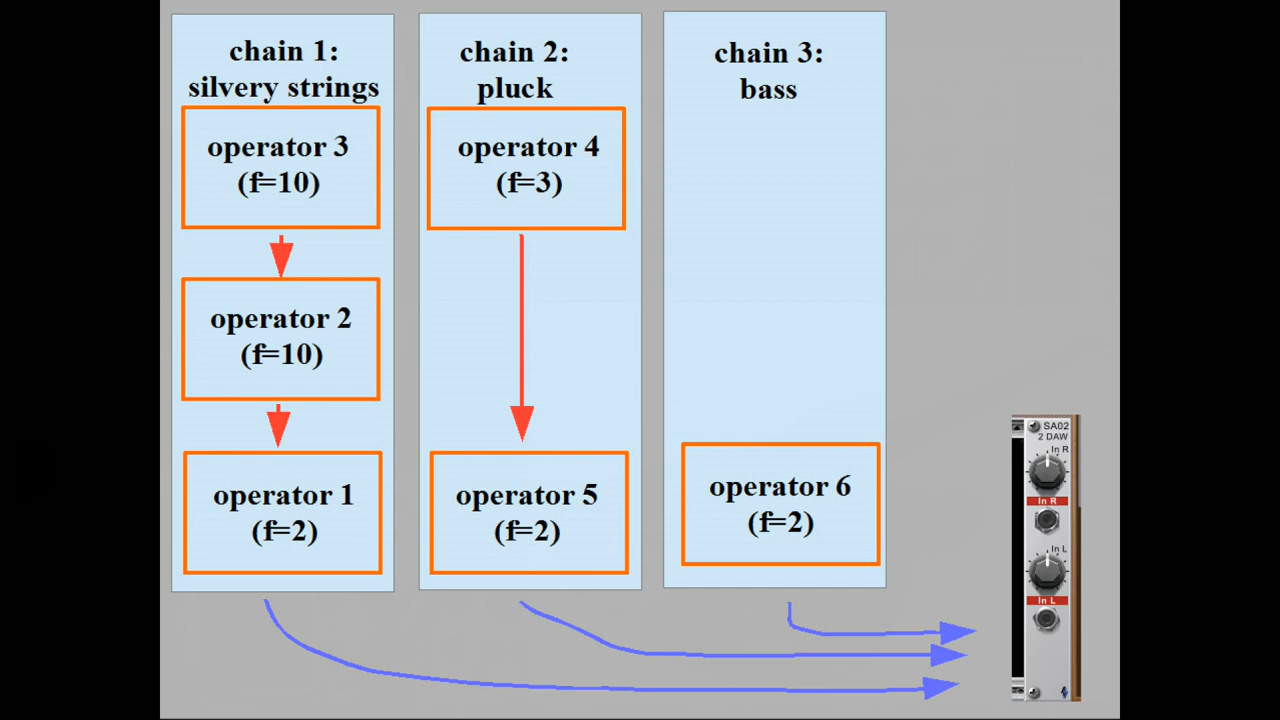 chain 1:
silvery strings
operator 3
(f=10)
operator 2
(f=10)
operator 1
(f=2)
chain 2:
pluck
operator 4
(f=3)
operator 5
(f=2)
chain 3:
bass
operator 6
(f=2)
SA02
2 DAW
In R
In R
In L
In L